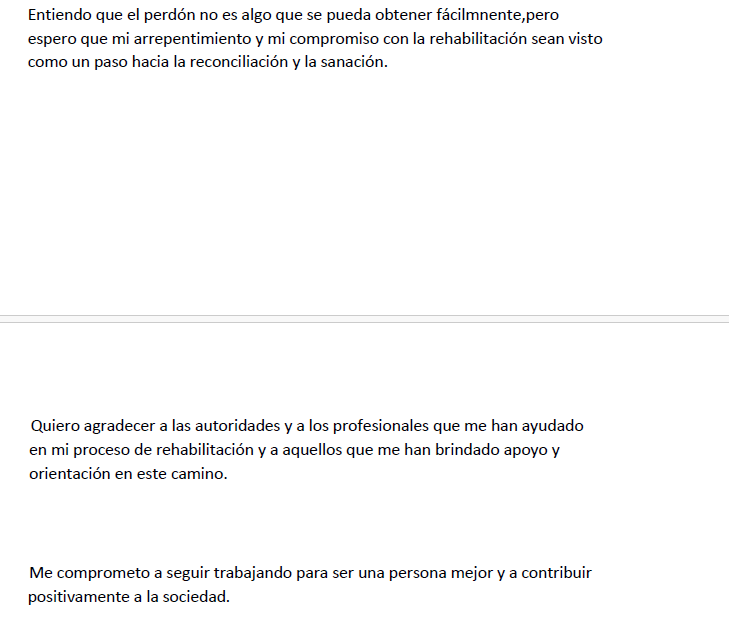 Entiendo que el perdón no es algo que se pueda obtener fácilmnente,pero
espero que mi arrepentimiento y mi compromiso con la rehabilitación sean visto
como un paso hacia la reconciliación y la sanación.
Quiero agradecer a las autoridades y a los profesionales que me han ayudado
en mi proceso de rehabilitación y a aquellos que me han brindado apoyo y
orientación en este camino.
Me comprometo a seguir trabajando para ser una persona mejor y a contribuir
positivamente a la sociedad.